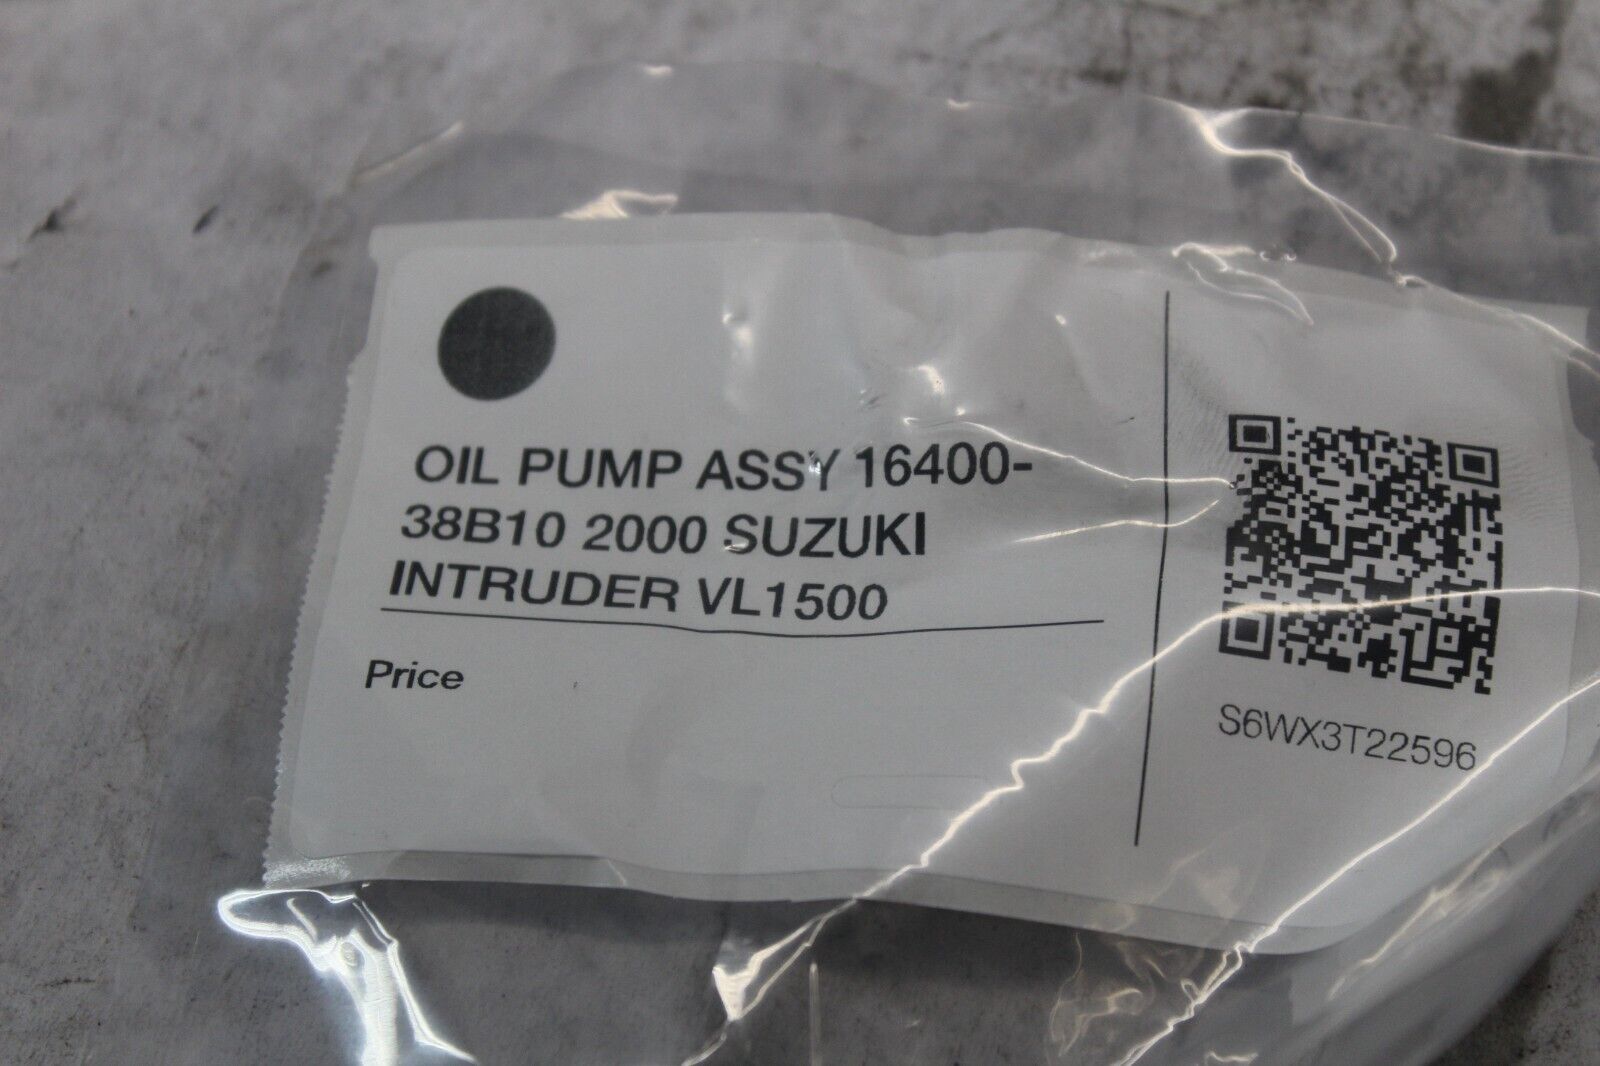 OIL PUMP ASSY 16400-
38B10 2000 SUZUKI
INTRUDER VL1500
Price
S6WX3T22596